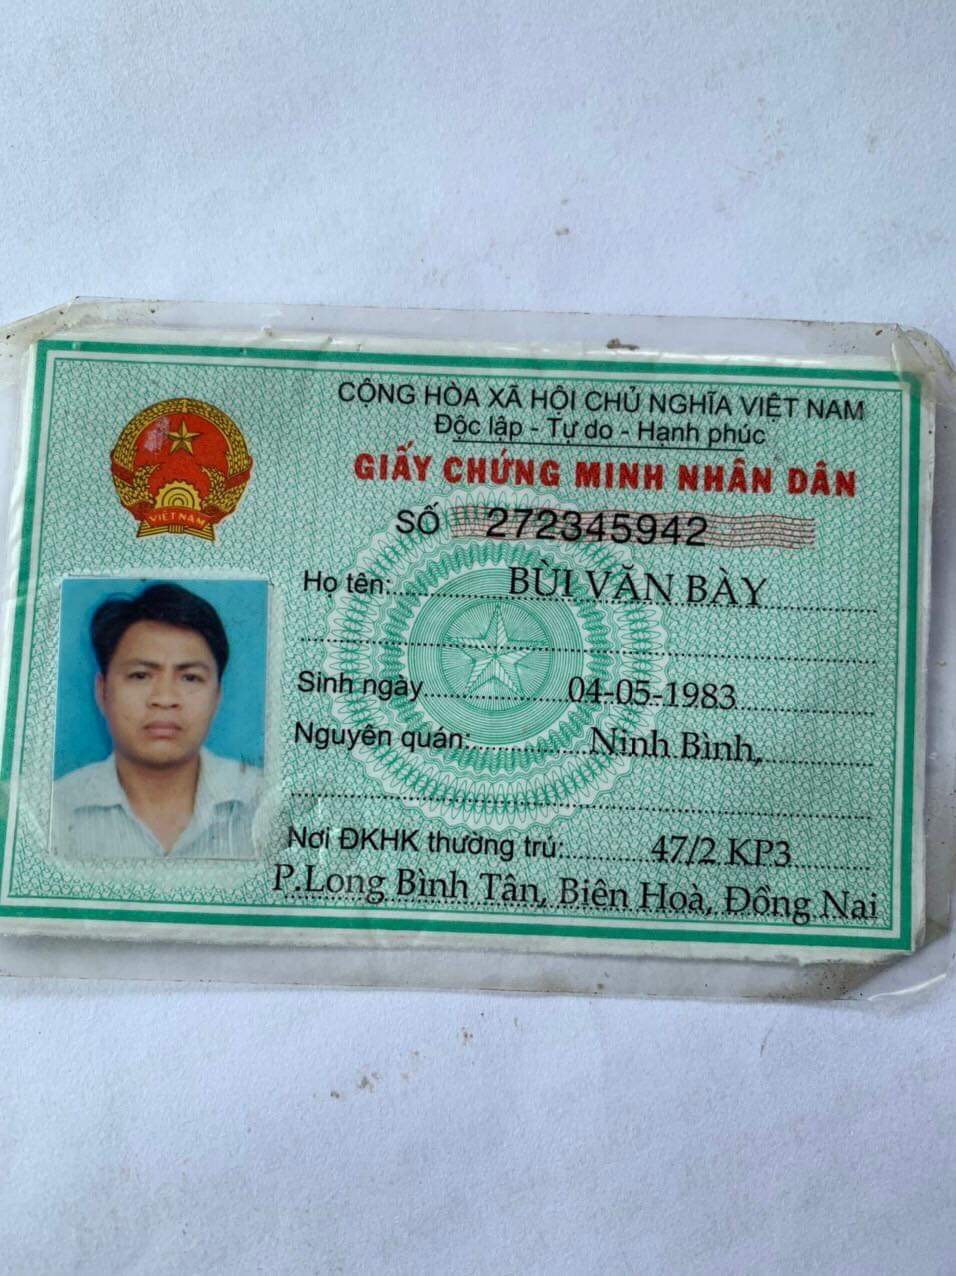 CỘNG HÒA XÃ HỘI CHỦ NGHĨA VIỆT NAM
Độc lập - Tự do - Hạnh phúc
GIẤY CHỨNG MINH NHÂN DÂN
SỐ 272345942
VIỆT NAM
Họ tên: BÙI VĂN BÀY
Sinh ngày 04-05-1983
Nguyên quán: Ninh Bình,
Nơi ĐKHK thường trú: 47/2 KP3
P.Long Bình Tân, Biên Hoà, Đồng Nai